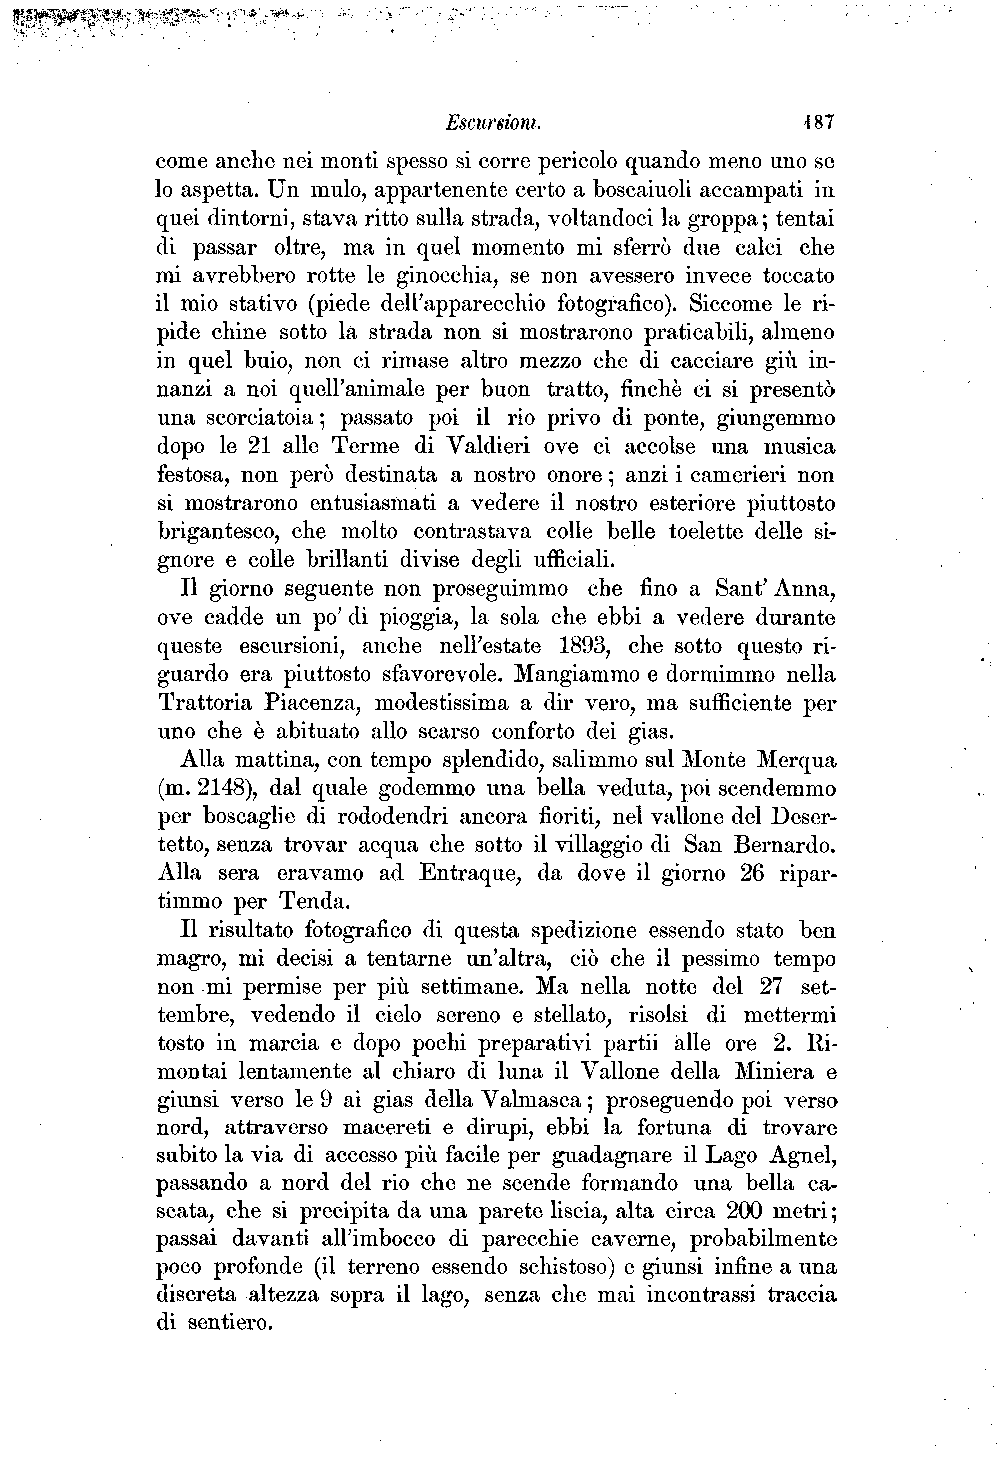 Escursioni. 187
come anche nei monti spesso si corre pericolo quando meno uno se
lo aspetta. Un mulo, appartenente certo a boscaiuoli accampati in
quei dintorni, stava ritto sulla strada, voltandoci la groppa; tentai
di passar oltre, ma in quel momento mi sferrò due calci che
mi avrebbero rotte le ginocchia, se non avessero invece toccato
il mio stativo (piede dell'apparecchio fotografico). Siccome le ri-
pide chine sotto la strada non si mostrarono praticabili, almeno
in quel buio, non ci rimase altro mezzo che di cacciare giù in-
nanzi a noi quell'animale per buon tratto, finchè ci si presentò
una scorciatoia; passato poi il rio privo di ponte, giungemmo
dopo le 21 alle Terme di Valdieri ove ci accolse una musica
festosa, non però destinata a nostro onore; anzi i camerieri non
si mostrarono entusiasmati a vedere il nostro esteriore piuttosto
brigantesco, che molto contrastava colle belle toelette delle si-
gnore e colle brillanti divise degli ufficiali.
Il giorno seguente non proseguimmo che fino a Sant' Anna,
ove cadde un po' di pioggia, la sola che ebbi a vedere durante
queste escursioni, anche nell'estate 1893, che sotto questo ri-
guardo era piuttosto sfavorevole. Mangiammo e dormimmo nella
Trattoria Piacenza, modestissima a dir vero, ma sufficiente per
uno che è abituato allo scarso conforto dei gias.
Alla mattina, con tempo splendido, salimmo sul Monte Merqua
(m. 2148), dal quale godemmo una bella veduta, poi scendemmo
per boscaglie di rododendri ancora fioriti, nel vallone del Deser-
tetto, senza trovar acqua che sotto il villaggio di San Bernardo.
Alla sera eravamo ad Entraque, da dove il giorno 26 ripar-
timmo per Tenda.
Il risultato fotografico di questa spedizione essendo stato ben
magro, mi decisi a tentarne un'altra, ciò che il pessimo tempo
non mi permise per più settimane. Ma nella notte del 27 set-
tembre, vedendo il cielo sereno e stellato, risolsi di mettermi
tosto in marcia e dopo pochi preparativi partii alle ore 2. Ri-
montai lentamente al chiaro di luna il Vallone della Miniera e
giunsi verso le 9 ai gias della Valmasca; proseguendo poi verso
nord, attraverso macereti e dirupi, ebbi la fortuna di trovare
subito la via di accesso più facile per guadagnare il Lago Agnel,
passando a nord del rio che ne scende formando una bella ca-
scata, che si precipita da una parete liscia, alta circa 200 metri;
passai davanti all'imbocco di parecchie caverne, probabilmente
poco profonde (il terreno essendo schistoso) e giunsi infine a una
discreta altezza sopra il lago, senza che mai incontrassi traccia
di sentiero.